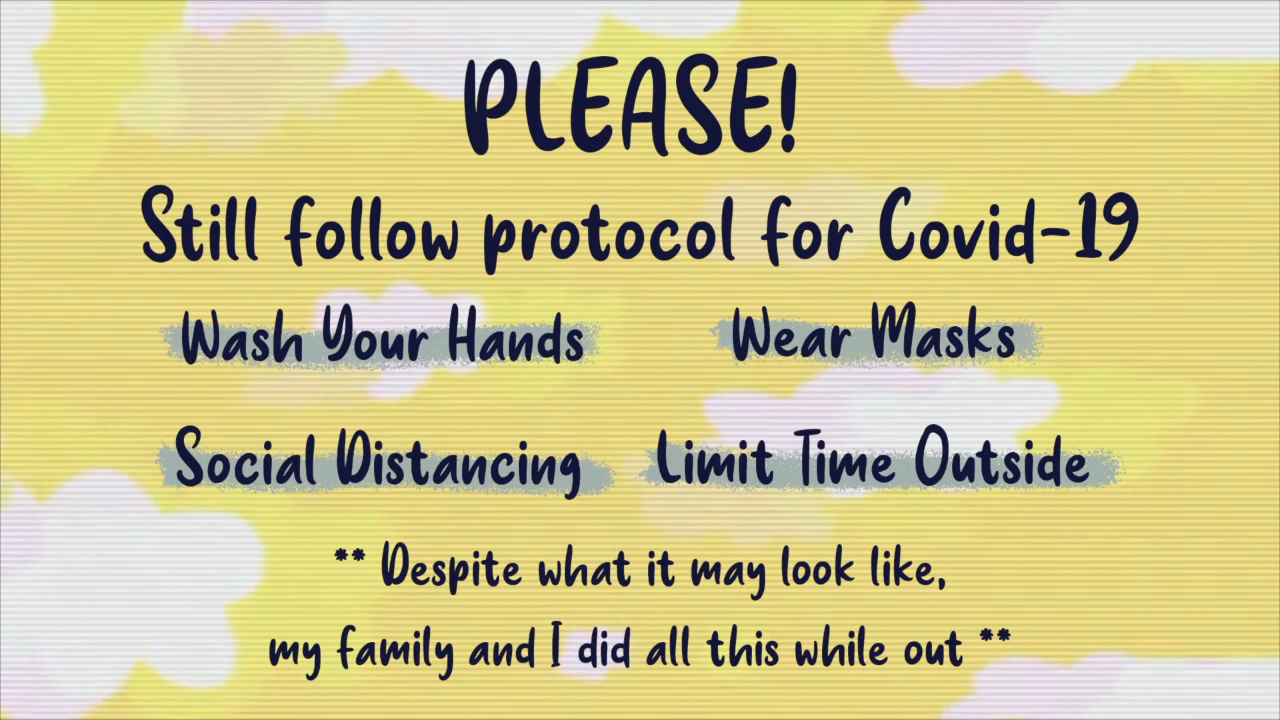 PLEASE!
Still follow protocol for Covid-19
Wash Your Hands Wear Masks
Social Distancing Limit Time Outside
** Despite what it may look like,
my family and I did all this while out **